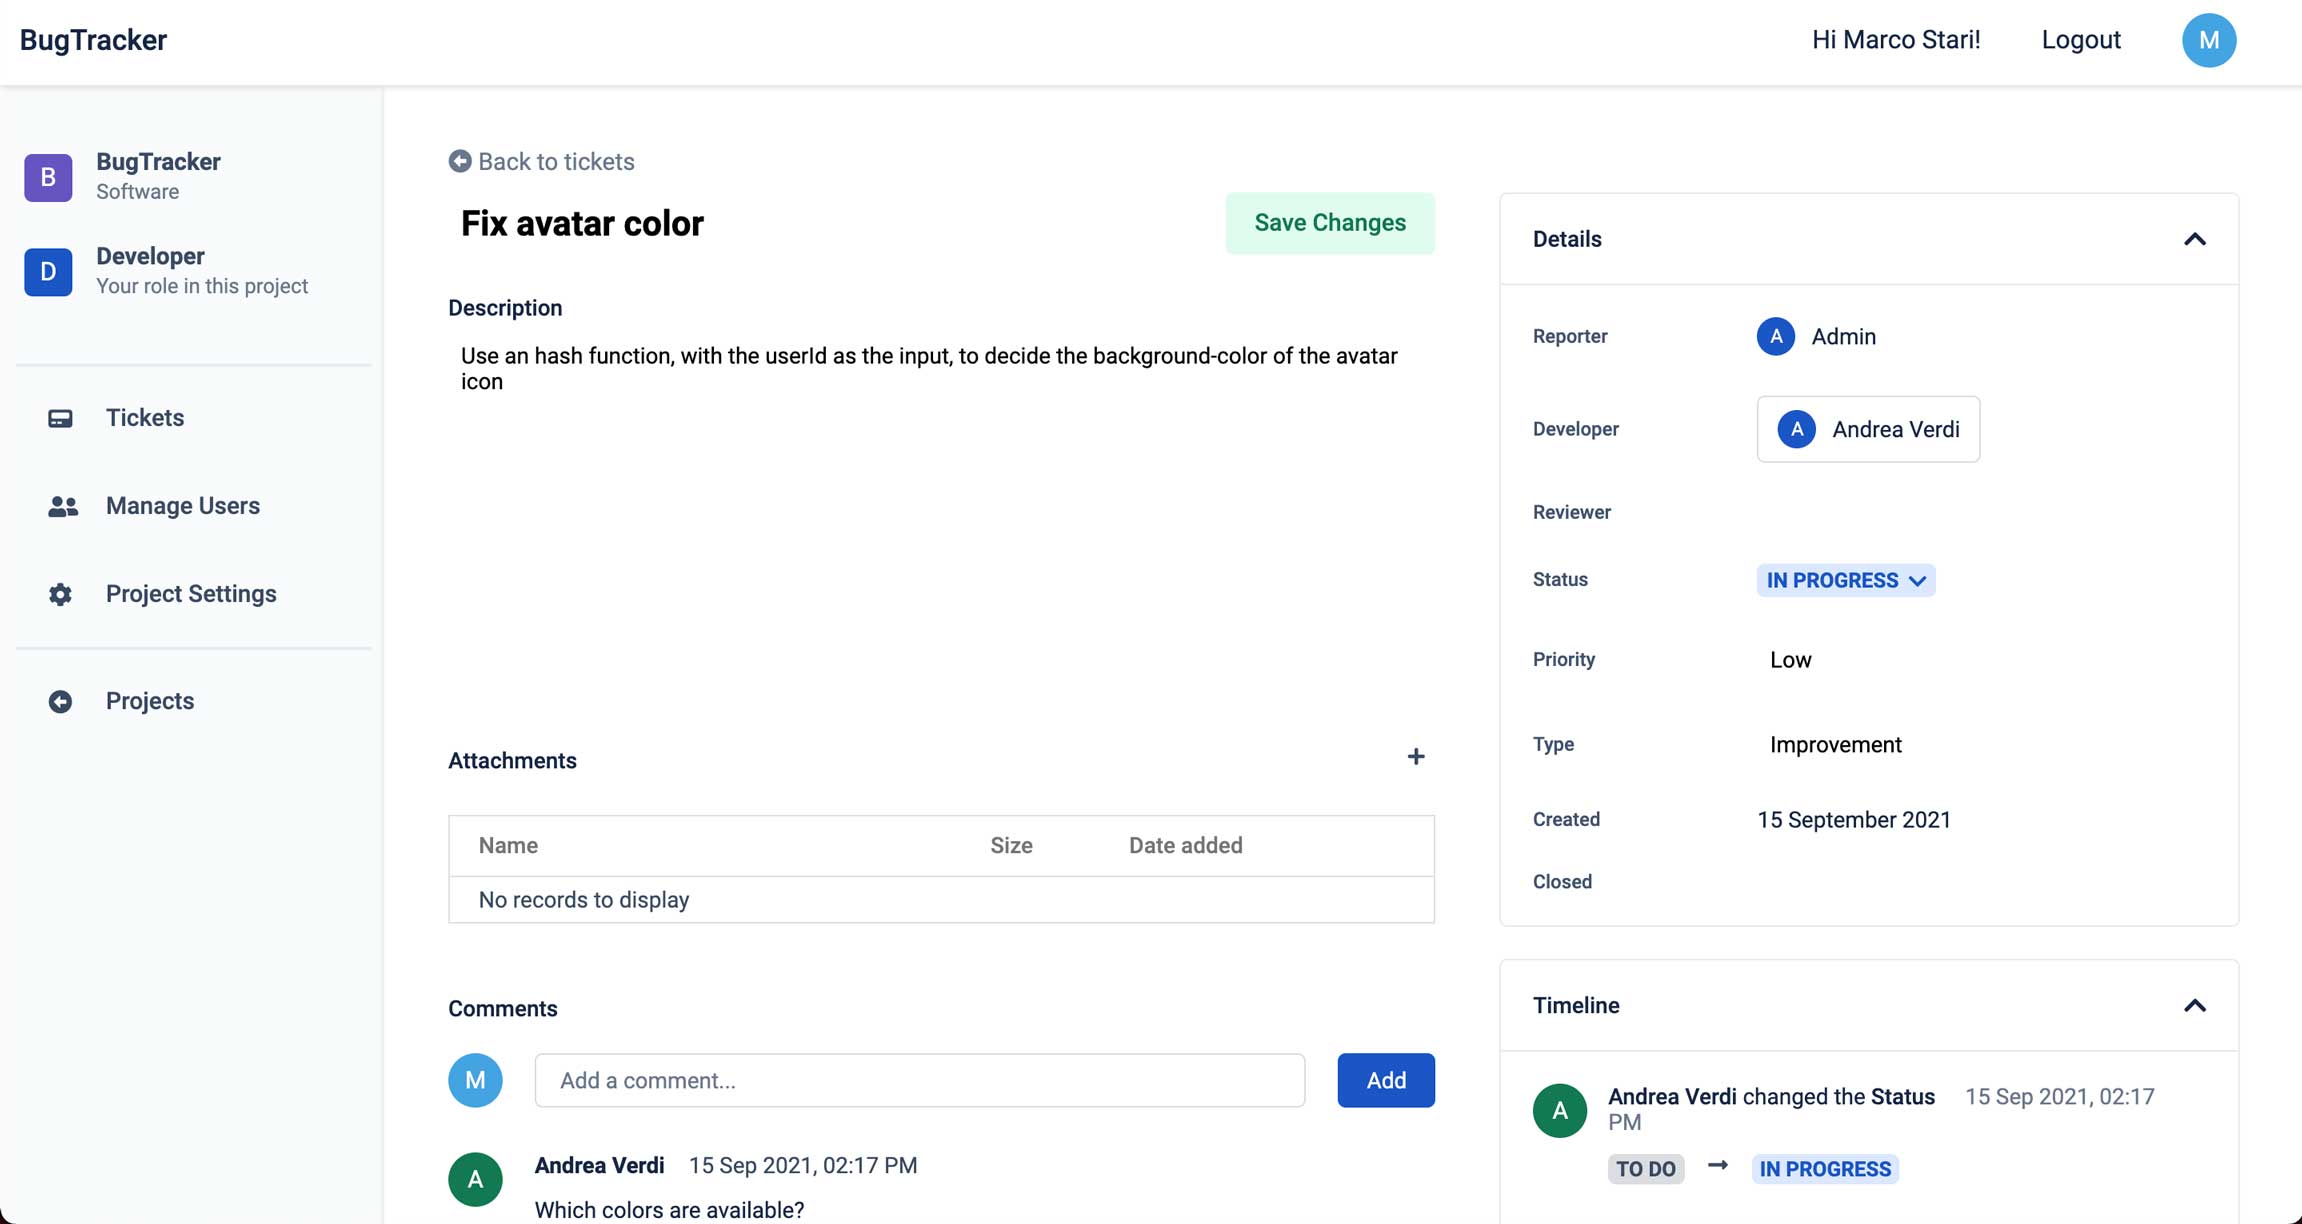 BugTracker
Hi Marco Stari!
Logout
M
B
BugTracker
Software
D
Developer
Your role in this project
Tickets
Manage Users
Project Settings
Projects
Back to tickets
Fix avatar color
Save Changes
Description
Use an hash function, with the userId as the input, to decide the background-color of the avatar
icon
Attachments
+
Name Size Date added
No records to display
Comments
M
Add a comment...
Add
A
Andrea Verdi 15 Sep 2021, 02:17 PM
Which colors are available?
Details
Reporter A Admin
Developer A Andrea Verdi
Reviewer
Status IN PROGRESS
Priority Low
Type Improvement
Created 15 September 2021
Closed
Timeline
A
Andrea Verdi changed the Status 15 Sep 2021, 02:17
PM
TO DO → IN PROGRESS